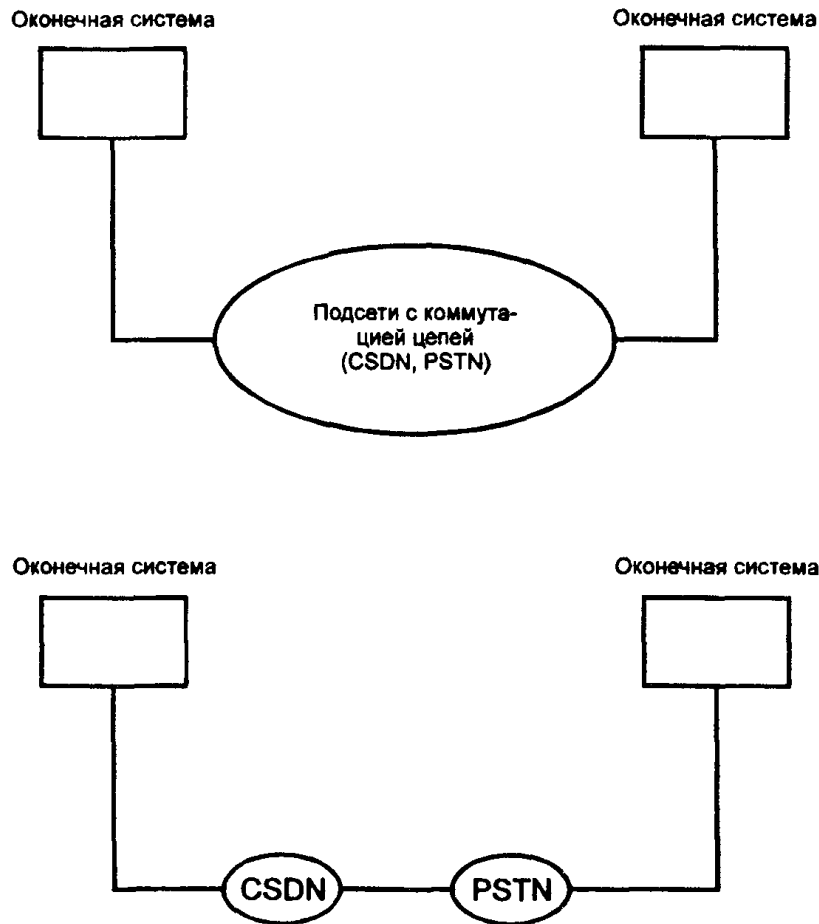 Оконечная система
Оконечная система
Подсети с коммута-
цией цепей
(CSDN, PSTN)
Оконечная система
Оконечная система
CSDN
PSTN